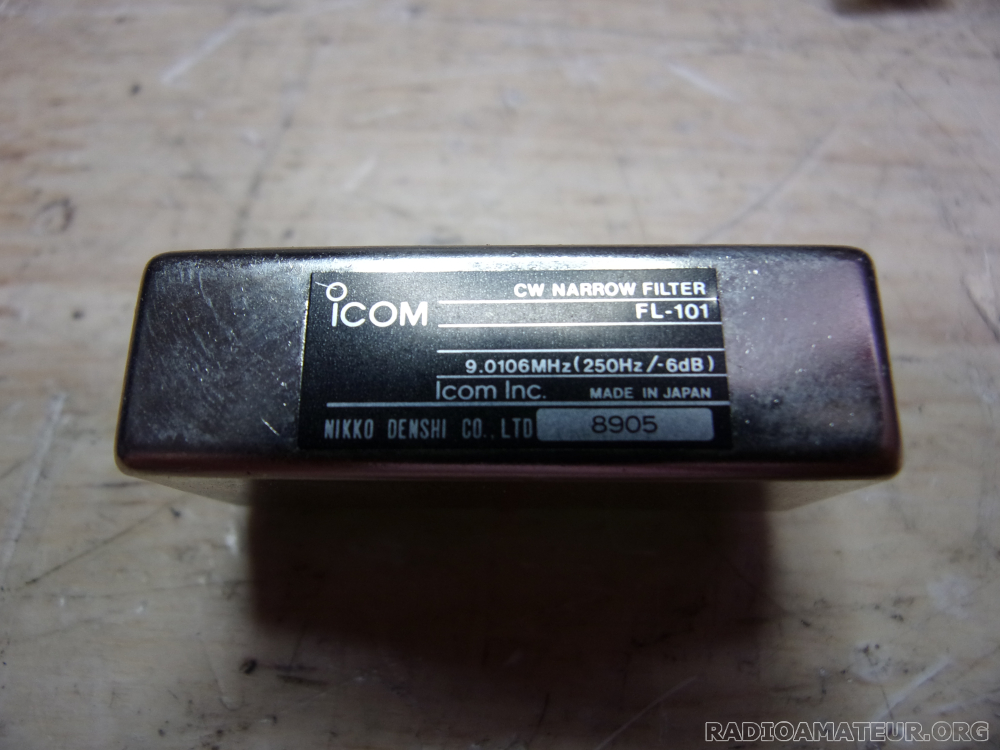 iCOM
CW NARROW FILTER
FL-101
9.0106MHz(250Hz/-6dB)
Icom Inc. MADE IN JAPAN
NIKKO DENSHI CO., LTD 8905
RADIOAMATEUR.ORG